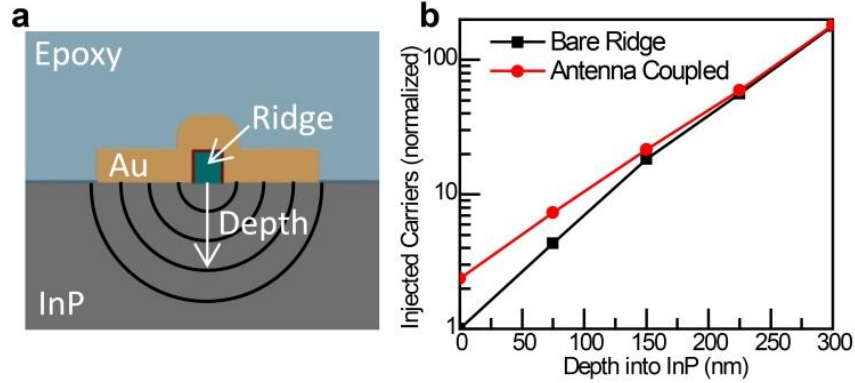 a
Epoxy
Ridge
Au
Depth
InP
b
Bare Ridge
Antenna Coupled
Injected Carriers (normalized)
100
10
1
0 50 100 150 200 250 300
Depth into InP (nm)